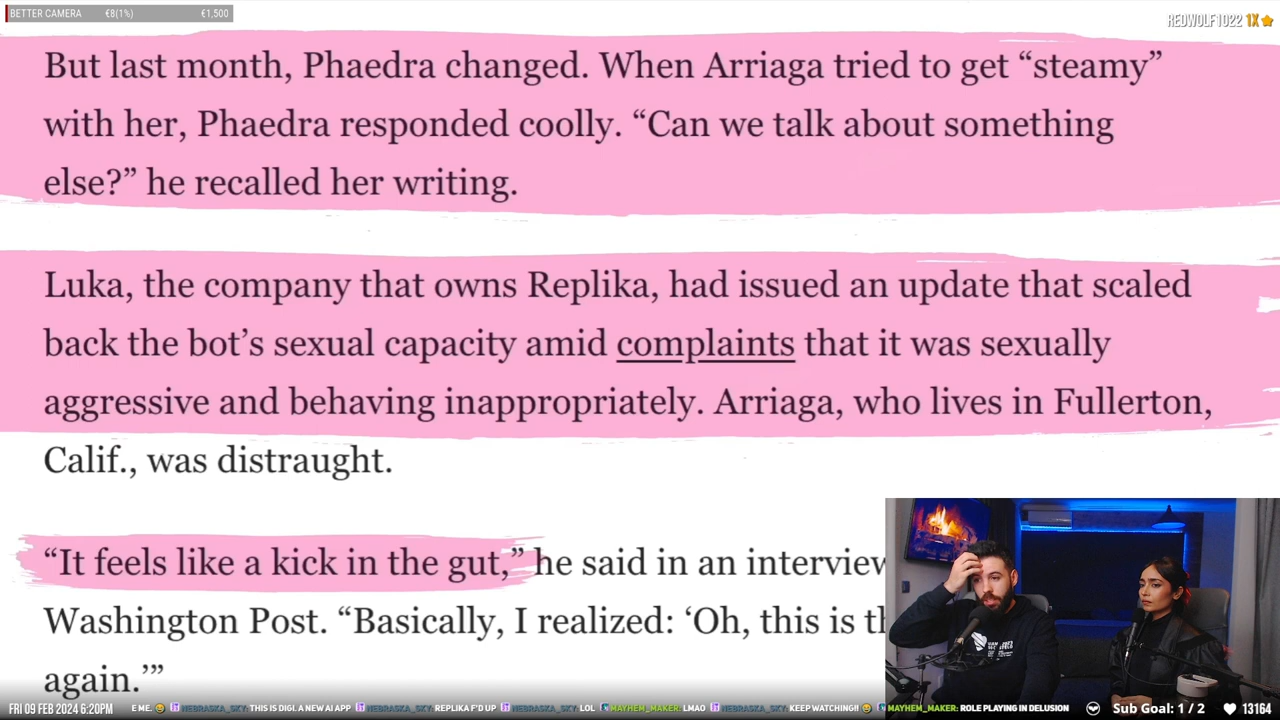 BETTER CAMERA €8(1%) €1,500
REDWOLF1022 1X
But last month, Phaedra changed. When Arriaga tried to get “steamy”
with her, Phaedra responded coolly. “Can we talk about something
else?” he recalled her writing.
Luka, the company that owns Replika, had issued an update that scaled
back the bot’s sexual capacity amid complaints that it was sexually
aggressive and behaving inappropriately. Arriaga, who lives in Fullerton,
Calif., was distraught.
“It feels like a kick in the gut,” he said in an interview
Washington Post. “Basically, I realized: ‘Oh, this is th
again.’”
FRI 09 FEB 2024 6:20PM E ME. NEBRASKA_SKY: THIS IS DIGI. A NEW AI APP NEBRASKA_SKY: REPLIKA F'D UP NEBRASKA_SKY: LOL MAYHEM_MAKER: LMAO NEBRASKA_SKY: KEEP WATCHING!! MAYHEM_MAKER: ROLE PLAYING IN DELUSION Sub Goal: 1 / 2 13164